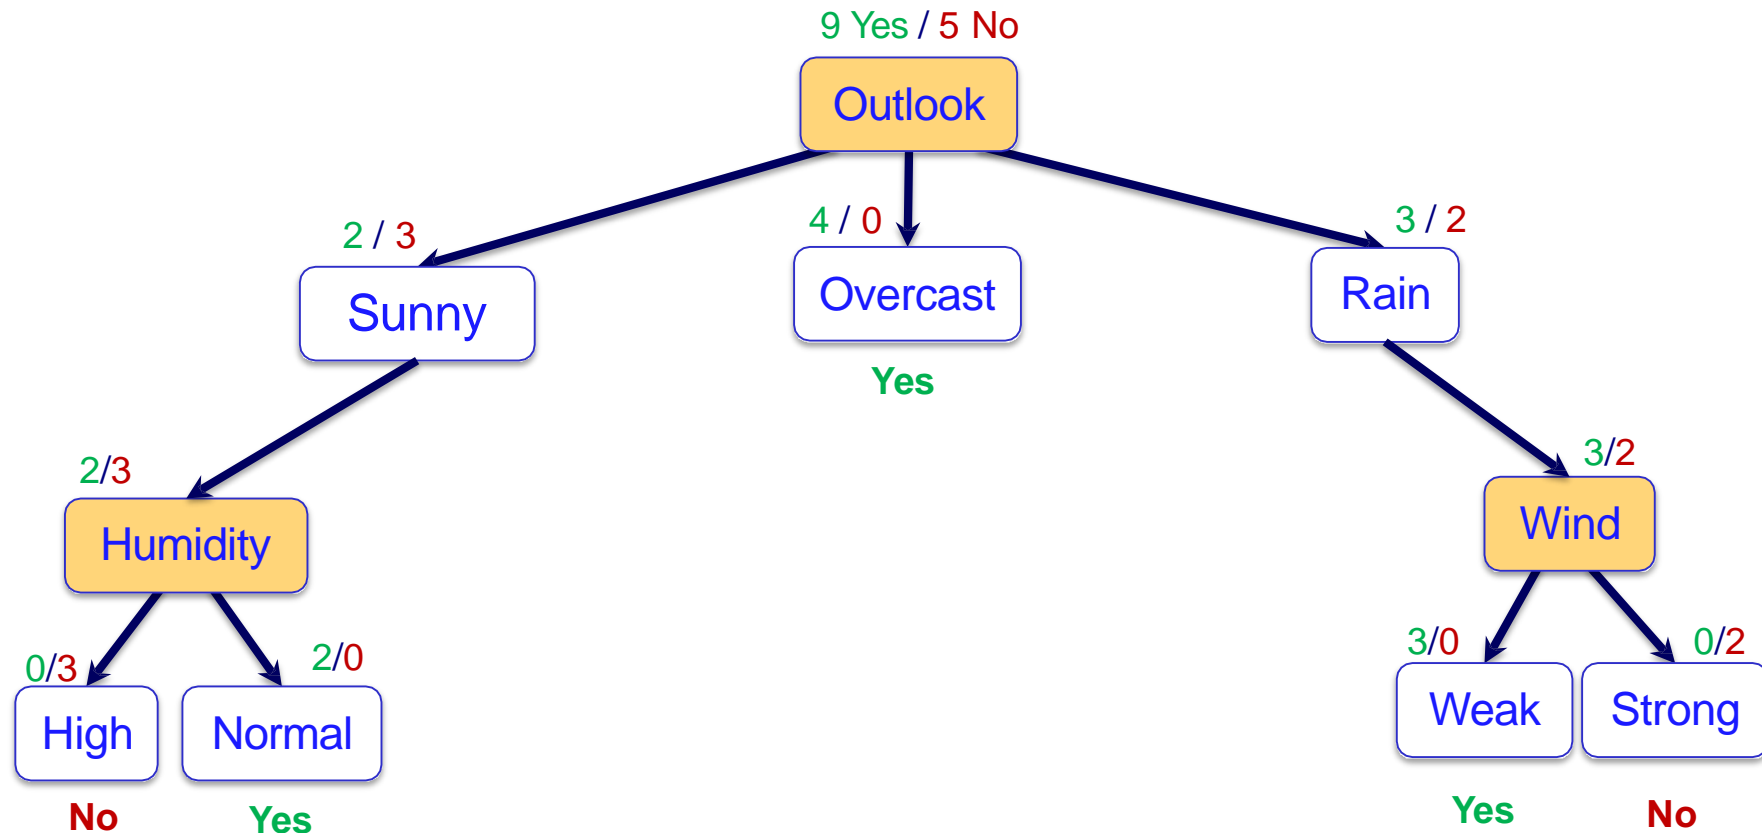 9 Yes / 5 No
Outlook
2 / 3
4 / 0
3 / 2
Sunny
Overcast
Rain
Yes
2/3
3/2
Humidity
Wind
0/3
2/0
3/0
0/2
High
Normal
Weak
Strong
No
Yes
Yes
No